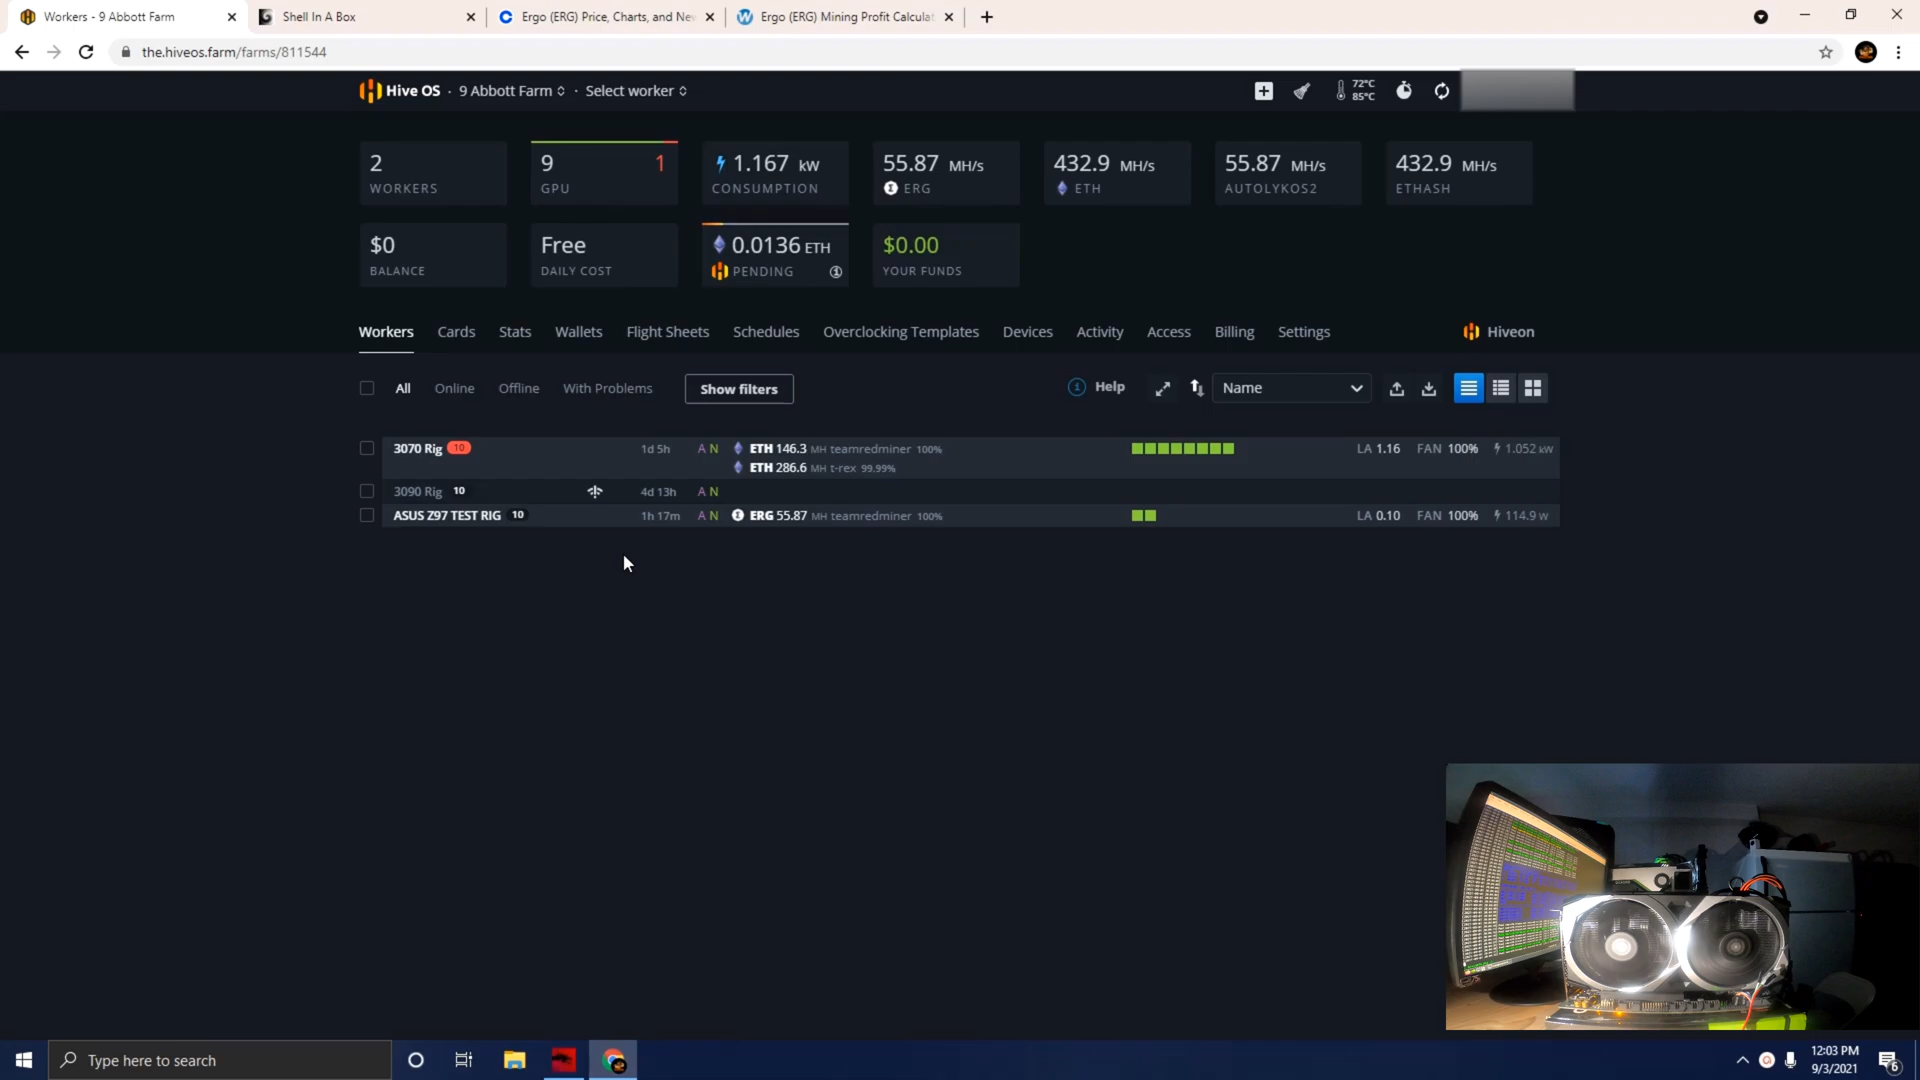 Workers - 9 Abbott Farm
Shell In A Box
Ergo (ERG) Price, Charts, and Ne
Ergo (ERG) Mining Profit Calculat
the.hiveos.farm/farms/811544
Hive OS · 9 Abbott Farm · Select worker
72°C
85°C
2
WORKERS
9 1
GPU
1.167 kW
CONSUMPTION
55.87 MH/s
ERG
432.9 MH/s
ETH
55.87 MH/s
AUTOLYKOS2
432.9 MH/s
ETHASH
$0
BALANCE
Free
DAILY COST
0.0136 ETH
PENDING
$0.00
YOUR FUNDS
Workers Cards Stats Wallets Flight Sheets Schedules Overclocking Templates Devices Activity Access Billing Settings Hiveon
All Online Offline With Problems Show filters Help Name
3070 Rig 10 1d 5h A N ETH 146.3 MH teamredminer 100% LA 1.16 FAN 100% 1.052 kW
ETH 286.6 MH t-rex 99.99%
3090 Rig 10 4d 13h A N
ASUS Z97 TEST RIG 10 1h 17m A N ERG 55.87 MH teamredminer 100% LA 0.10 FAN 100% 114.9 W
Type here to search
12:03 PM
9/3/2021
6